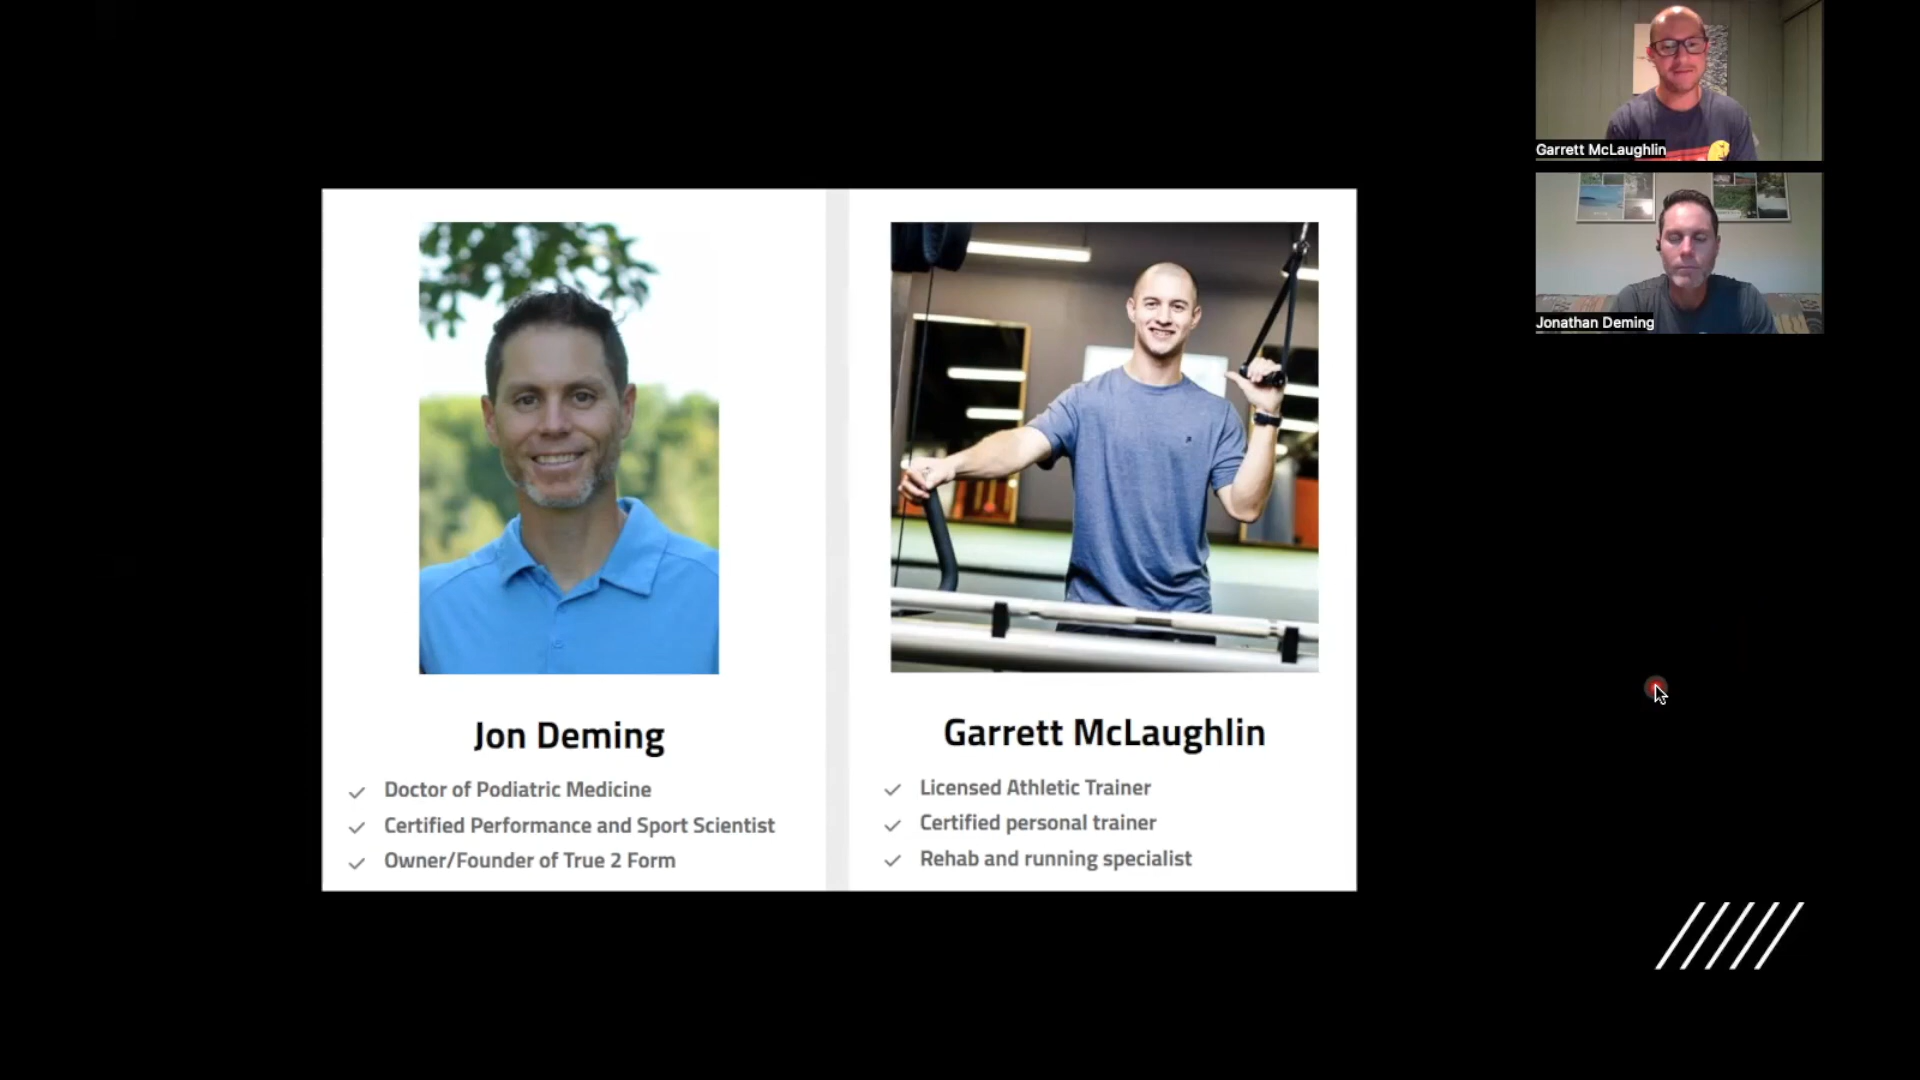 Garrett McLaughlin
Jonathan Deming
Jon Deming
Doctor of Podiatric Medicine
Certified Performance and Sport Scientist
Owner/Founder of True 2 Form
Garrett McLaughlin
Licensed Athletic Trainer
Certified personal trainer
Rehab and running specialist